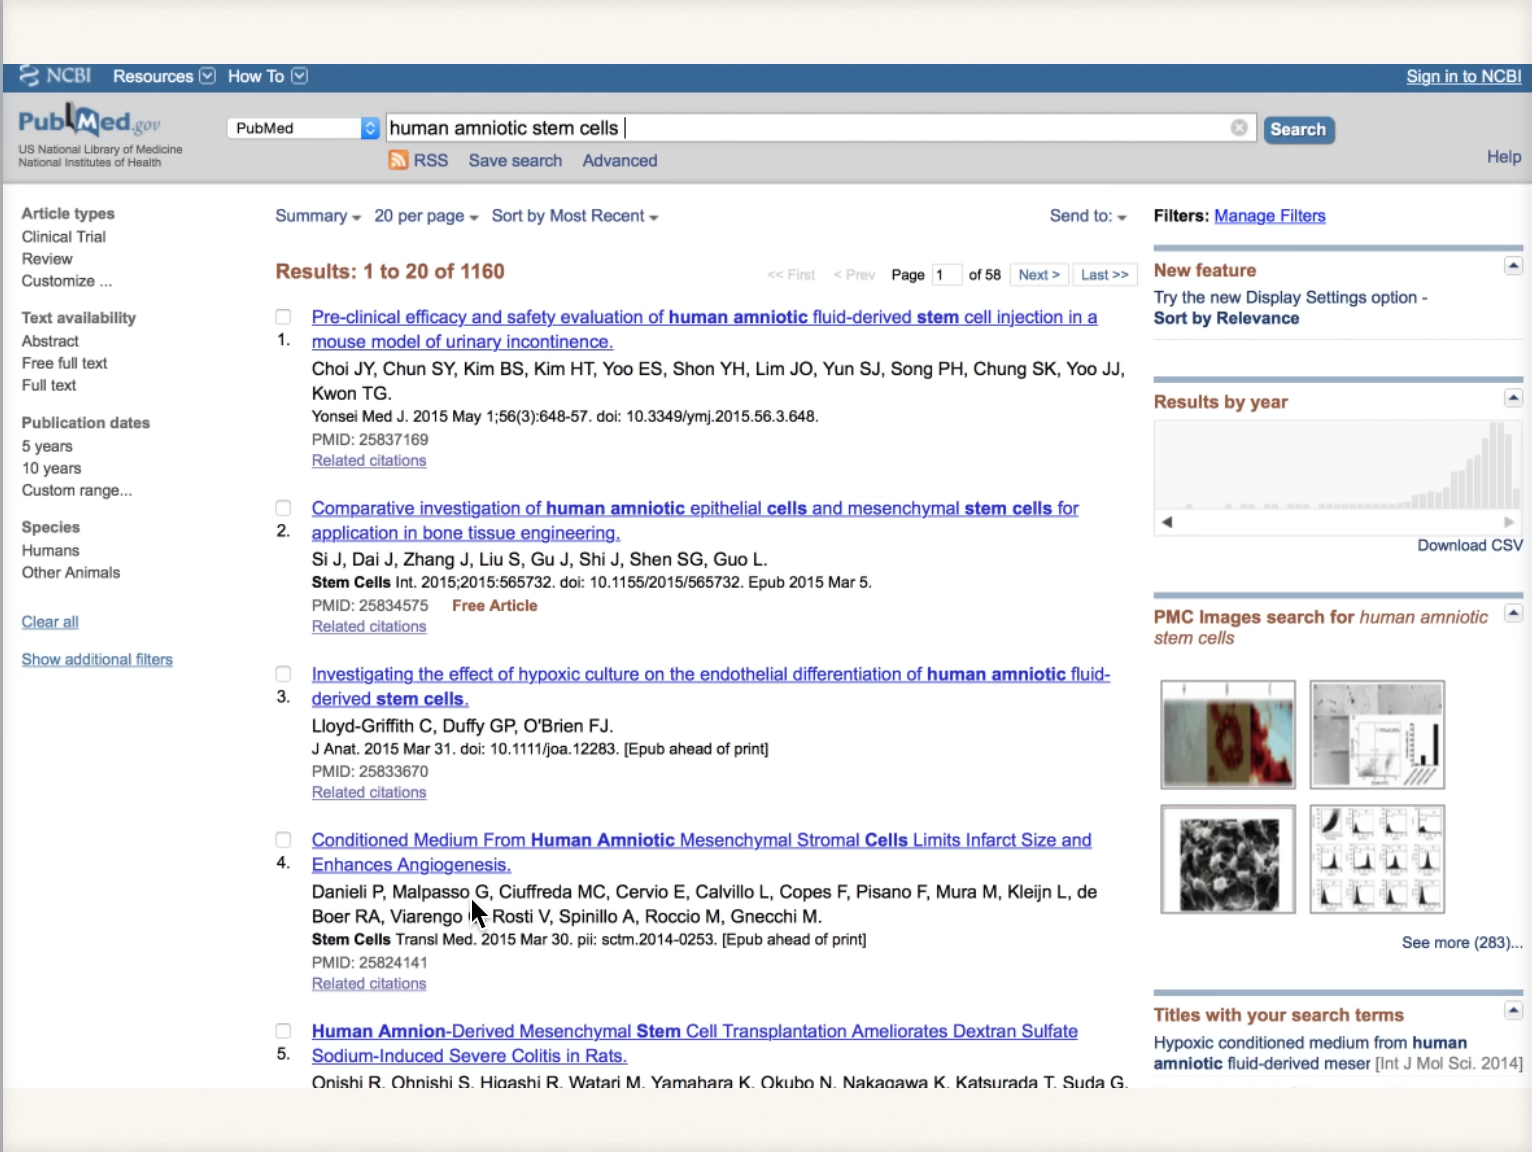 NCBI Resources How To Sign in to NCBI
PubMed.gov
US National Library of Medicine
National Institutes of Health
PubMed
human amniotic stem cells
Search
RSS Save search Advanced
Help
Article types
Clinical Trial
Review
Customize ...
Text availability
Abstract
Free full text
Full text
Publication dates
5 years
10 years
Custom range...
Species
Humans
Other Animals
Clear all
Show additional filters
Summary 20 per page Sort by Most Recent Send to:
Results: 1 to 20 of 1160
<< First < Prev Page 1 of 58 Next > Last >>
1. Pre-clinical efficacy and safety evaluation of human amniotic fluid-derived stem cell injection in a
mouse model of urinary incontinence.
Choi JY, Chun SY, Kim BS, Kim HT, Yoo ES, Shon YH, Lim JO, Yun SJ, Song PH, Chung SK, Yoo JJ,
Kwon TG.
Yonsei Med J. 2015 May 1;56(3):648-57. doi: 10.3349/ymj.2015.56.3.648.
PMID: 25837169
Related citations
2. Comparative investigation of human amniotic epithelial cells and mesenchymal stem cells for
application in bone tissue engineering.
Si J, Dai J, Zhang J, Liu S, Gu J, Shi J, Shen SG, Guo L.
Stem Cells Int. 2015;2015:565732. doi: 10.1155/2015/565732. Epub 2015 Mar 5.
PMID: 25834575 Free Article
Related citations
3. Investigating the effect of hypoxic culture on the endothelial differentiation of human amniotic fluid-
derived stem cells.
Lloyd-Griffith C, Duffy GP, O'Brien FJ.
J Anat. 2015 Mar 31. doi: 10.1111/joa.12283. [Epub ahead of print]
PMID: 25833670
Related citations
4. Conditioned Medium From Human Amniotic Mesenchymal Stromal Cells Limits Infarct Size and
Enhances Angiogenesis.
Danieli P, Malpasso G, Ciuffreda MC, Cervio E, Calvillo L, Copes F, Pisano F, Mura M, Kleijn L, de
Boer RA, Viarengo Rosti V, Spinillo A, Roccio M, Gnecchi M.
Stem Cells Transl Med. 2015 Mar 30. pii: sctm.2014-0253. [Epub ahead of print]
PMID: 25824141
Related citations
5. Human Amnion-Derived Mesenchymal Stem Cell Transplantation Ameliorates Dextran Sulfate
Sodium-Induced Severe Colitis in Rats.
Onishi R, Ohnishi S, Higashi R, Watari M, Yamahara K, Okubo N, Nakagawa K, Katsurada T, Suda G,
Filters: Manage Filters
New feature
Try the new Display Settings option -
Sort by Relevance
Results by year
Download CSV
PMC Images search for human amniotic
stem cells
See more (283)...
Titles with your search terms
Hypoxic conditioned medium from human
amniotic fluid-derived meser [Int J Mol Sci. 2014]